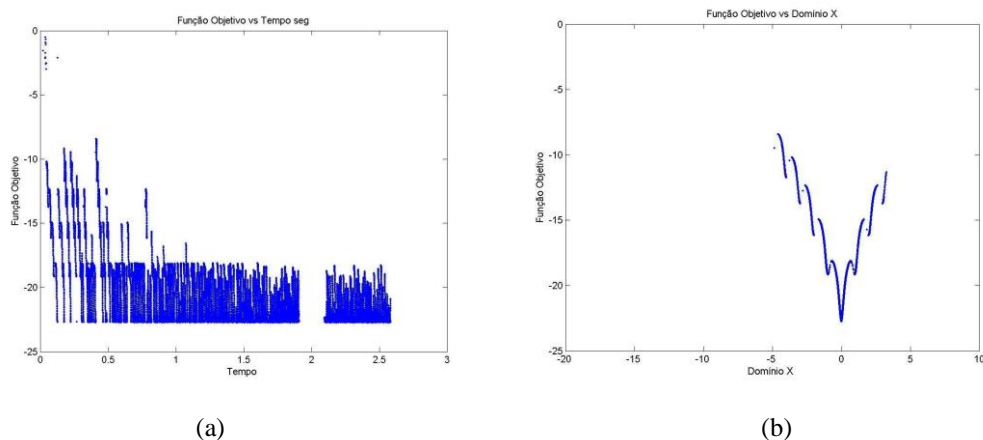 Função Objetivo vs Tempo seg
Função Objetivo
0
-5
-10
-15
-20
-25
0 0.5 1 1.5 2 2.5 3
Tempo
(a)
Função Objetivo vs Domínio X
Função Objetivo
0
-5
-10
-15
-20
-25
-20 -15 -10 -5 0 5 10
Domínio X
(b)